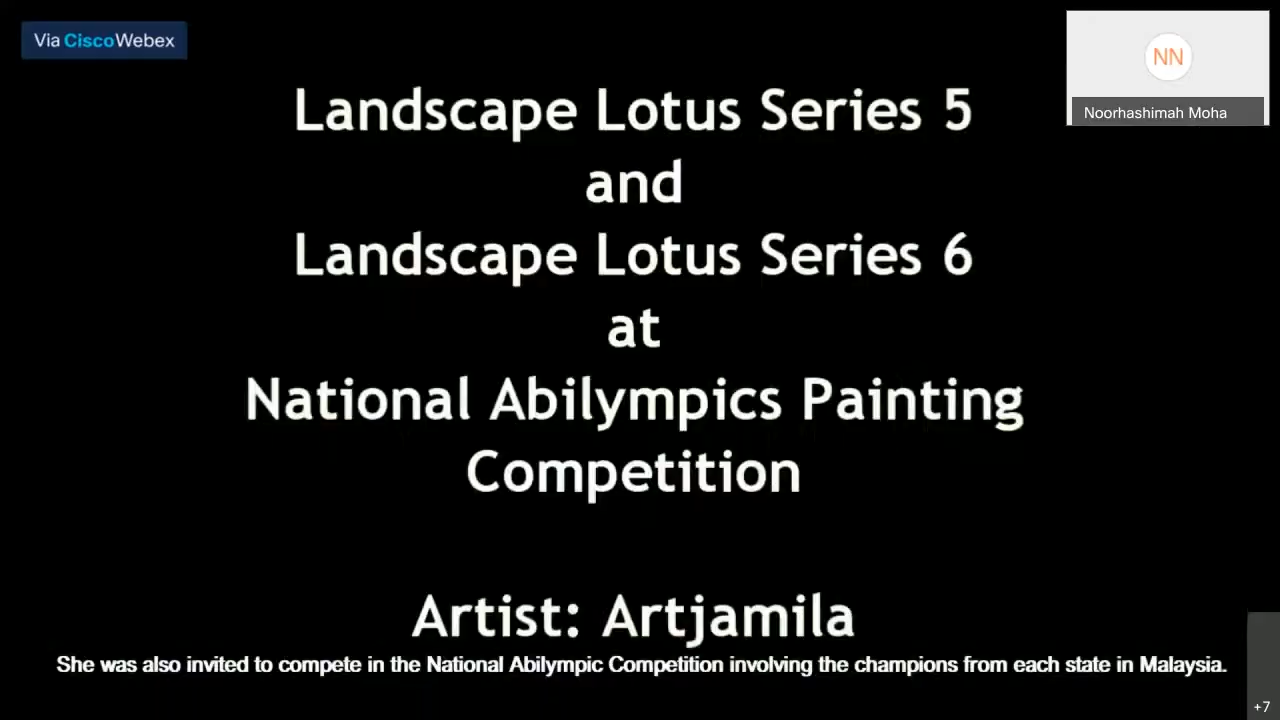 Via CiscoWebex
NN
Noorhashimah Moha
Landscape Lotus Series 5
and
Landscape Lotus Series 6
at
National Abilympics Painting
Competition
Artist: Artjamila
She was also invited to compete in the National Abilympic Competition involving the champions from each state in Malaysia.
+7